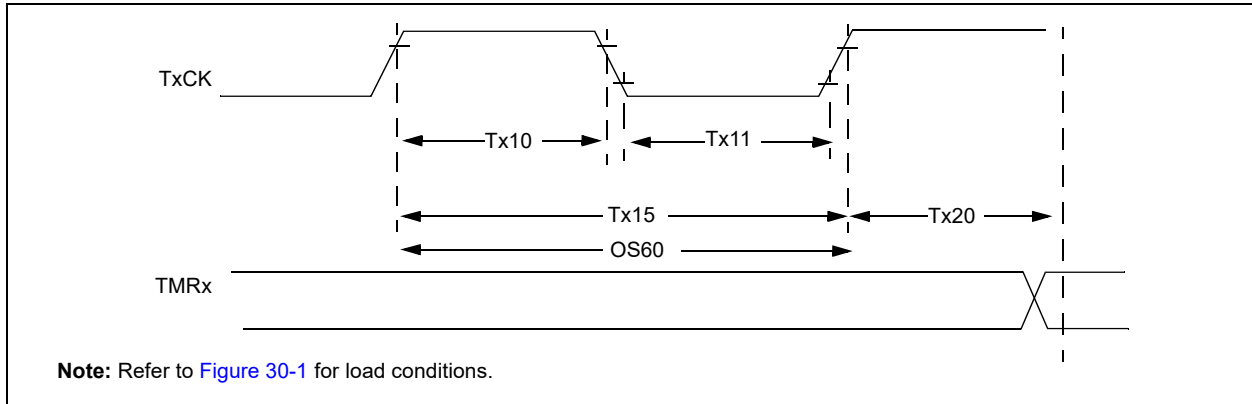 TxCK
Tx10
Tx11
Tx15
Tx20
OS60
TMRx
Note: Refer to Figure 30-1 for load conditions.